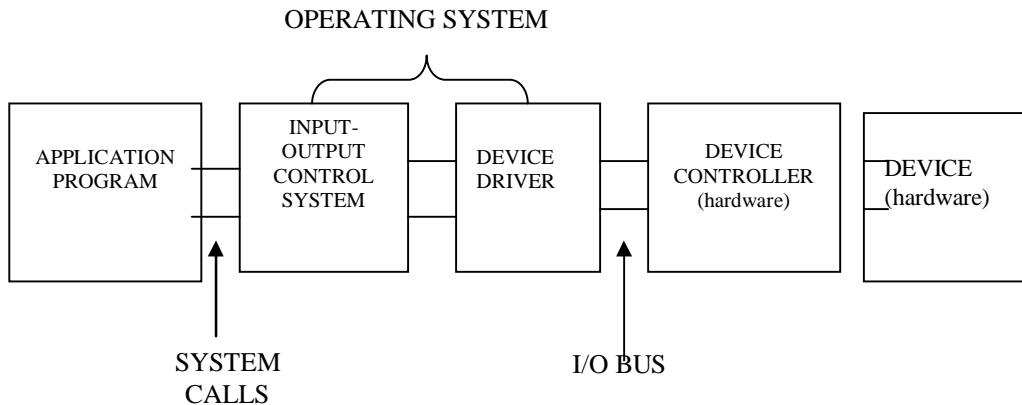 OPERATING SYSTEM
APPLICATION
PROGRAM
INPUT-
OUTPUT
CONTROL
SYSTEM
DEVICE
DRIVER
DEVICE
CONTROLLER
(hardware)
DEVICE
(hardware)
SYSTEM
CALLS
I/O BUS